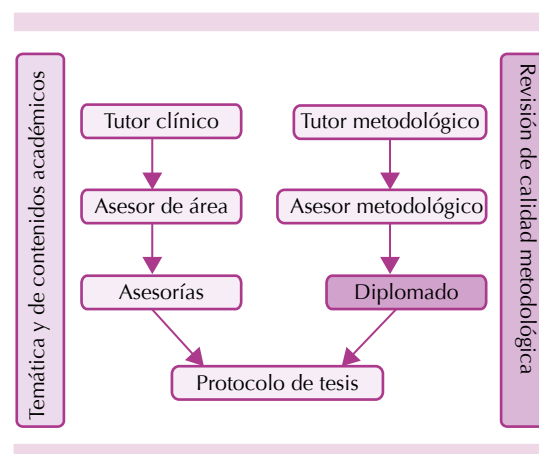 Temática y de contenidos académicos
Tutor clínico
Tutor metodológico
Asesor de área
Asesor metodológico
Asesorías
Diplomado
Protocolo de tesis
Revisión de calidad metodológica